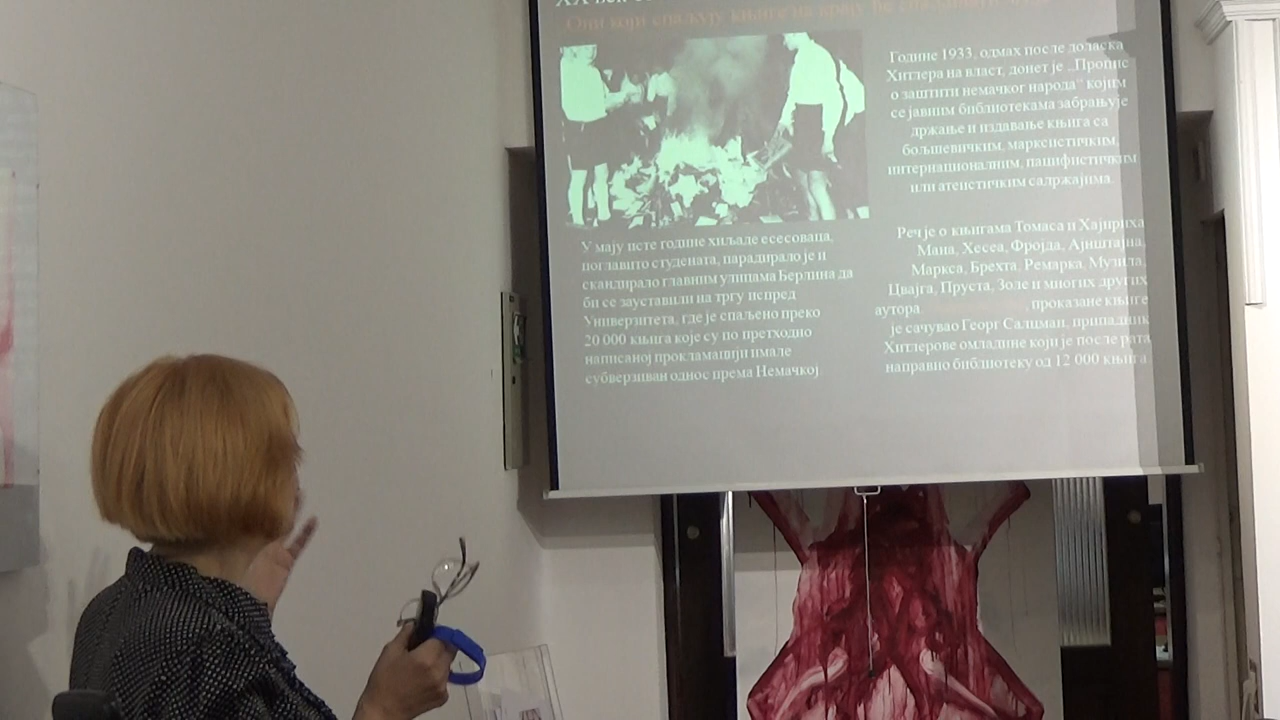 XX век
Они који спаљују књиге на крају ће спаљивати
У мају исте године хиљаде есесоваца,
поглавито студената, парадирало је и
скандирало главним улицама Берлина да
би се зауставили на тргу испред
Универзитета, где је спаљено преко
20 000 књига које су по претходно
написаној прокламацији имале
субверзиван однос према Немачкој
Године 1933, одмах после доласка
Хитлера на власт, донет је „Пропис
о заштити немачког народа“ којим
се јавним библиотекама забрањује
држање и издавање књига са
бољшевичким, марксистичким,
интернационалним, пацифистичким
или атеистичким садржајима.
Реч је о књигама Томаса и Хајнриха
Мана, Хесеа, Фројда, Ајнштајна,
Маркса, Брехта, Ремарка, Музила,
Цвајга, Пруста, Золе и многих других
аутора. , проказане књиге
је сачувао Георг Салцман, припадник
Хитлерове омладине који је после рата
направио библиотеку од 12 000 књига